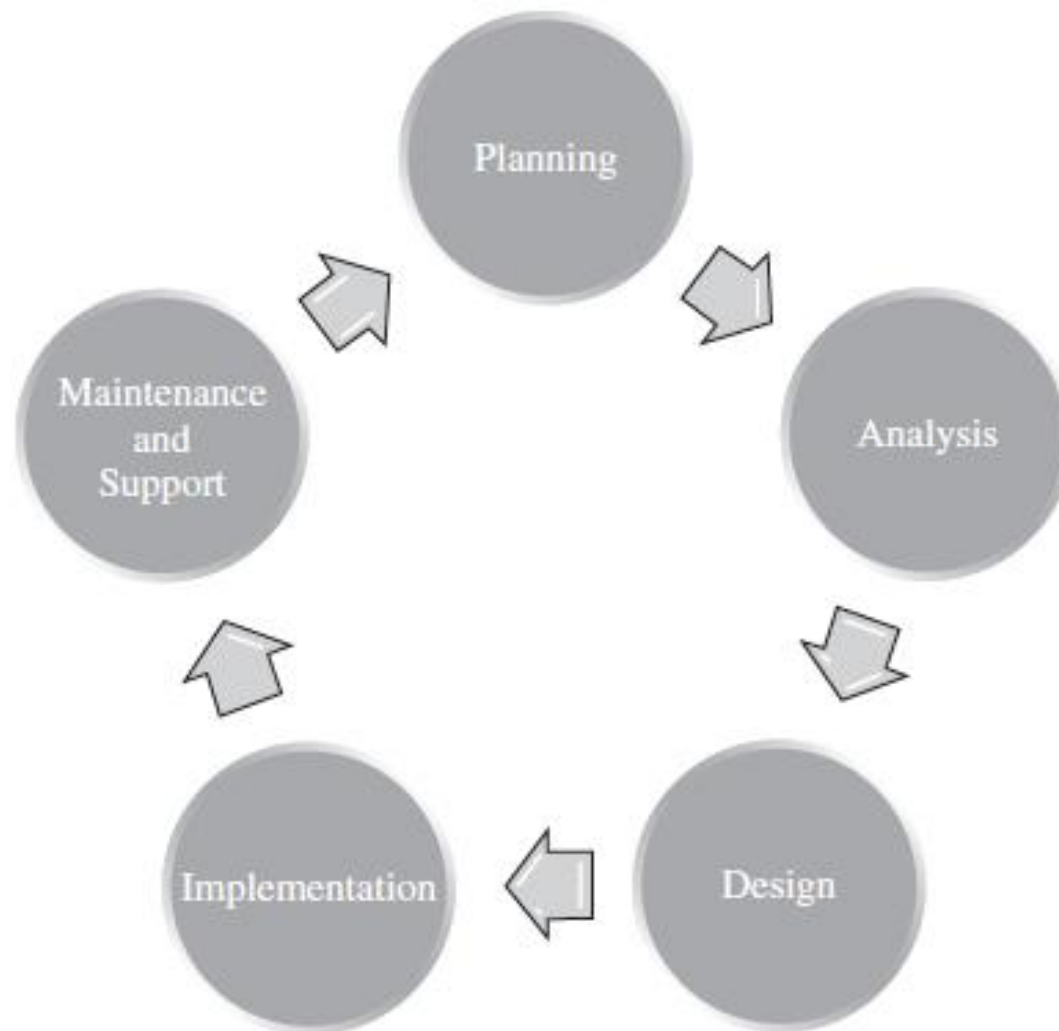 Planning
Analysis
Design
Implementation
Maintenance
and
Support